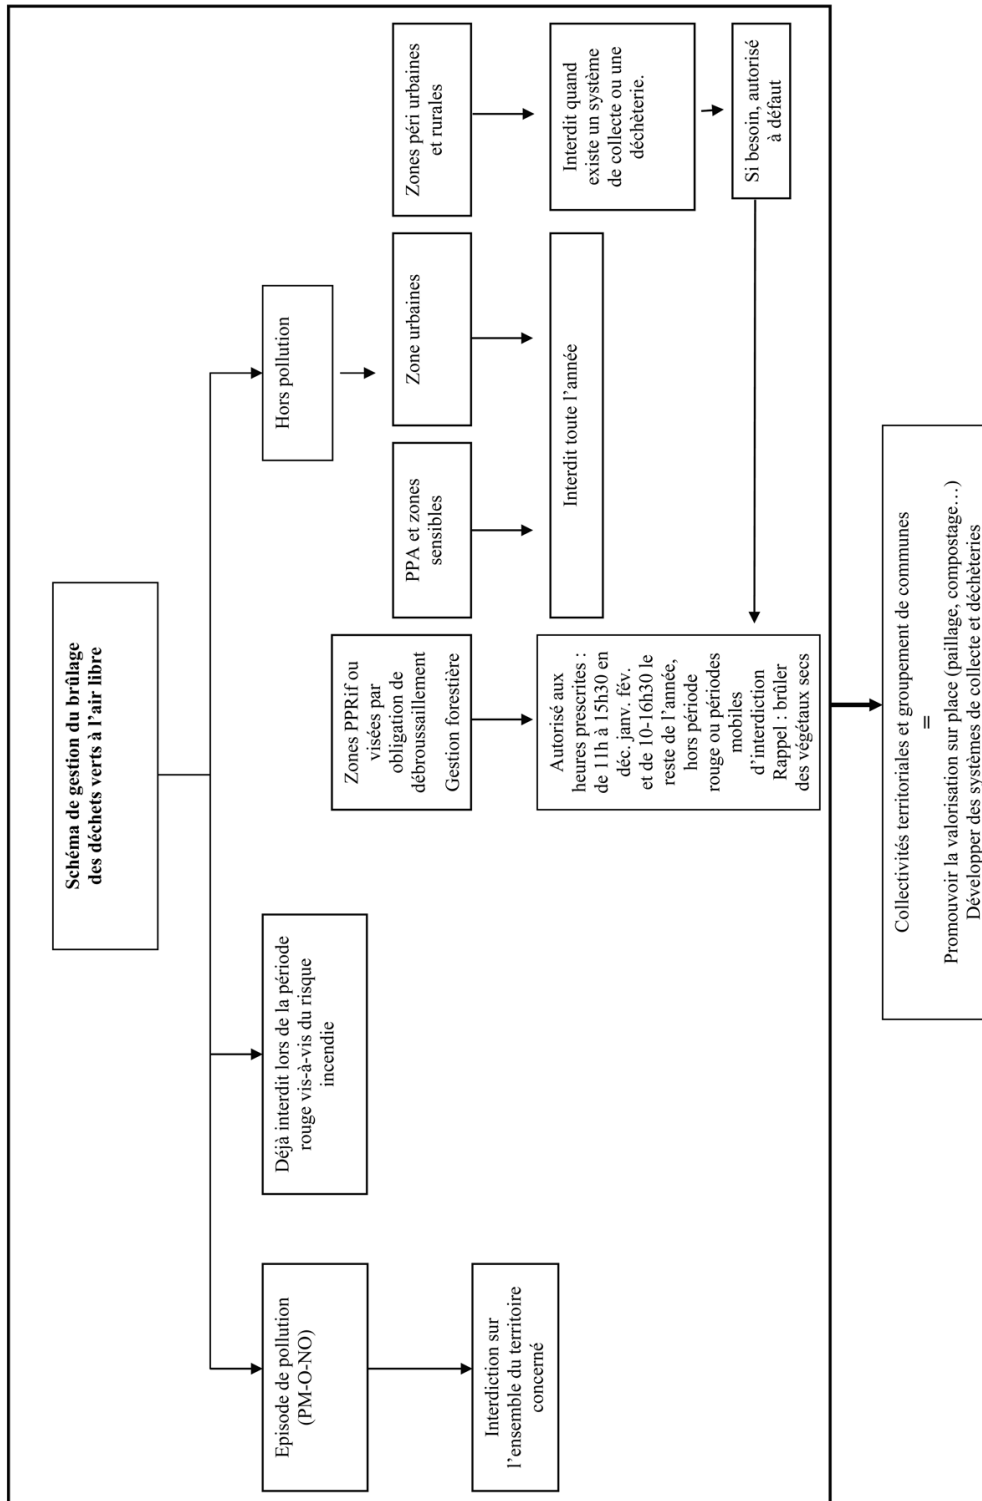 Schéma de gestion du brûlage
des déchets verts à l'air libre
Episode de pollution
(PM-O-NO)
Déjà interdit lors de la période
rouge vis-à-vis du risque
incendie
Hors pollution
Interdiction sur
l'ensemble du territoire
concerné
Zones PPRif ou
visées par
obligation de
débroussaillement
Gestion forestière
PPA et zones
sensibles
Zone urbaines
Zones péri urbaines
et rurales
Autorisé aux
heures prescrites :
de 11h à 15h30 en
déc. janv. fév.
et de 10-16h30 le
reste de l'année,
hors période
rouge ou périodes
mobiles
d'interdiction
Rappel : brûler
des végétaux secs
Interdit toute l'année
Interdit quand
existe un système
de collecte ou une
déchèterie.
Si besoin, autorisé
à défaut
Collectivités territoriales et groupement de communes
=
Promouvoir la valorisation sur place (paillage, compostage…)
Développer des systèmes de collecte et déchèteries